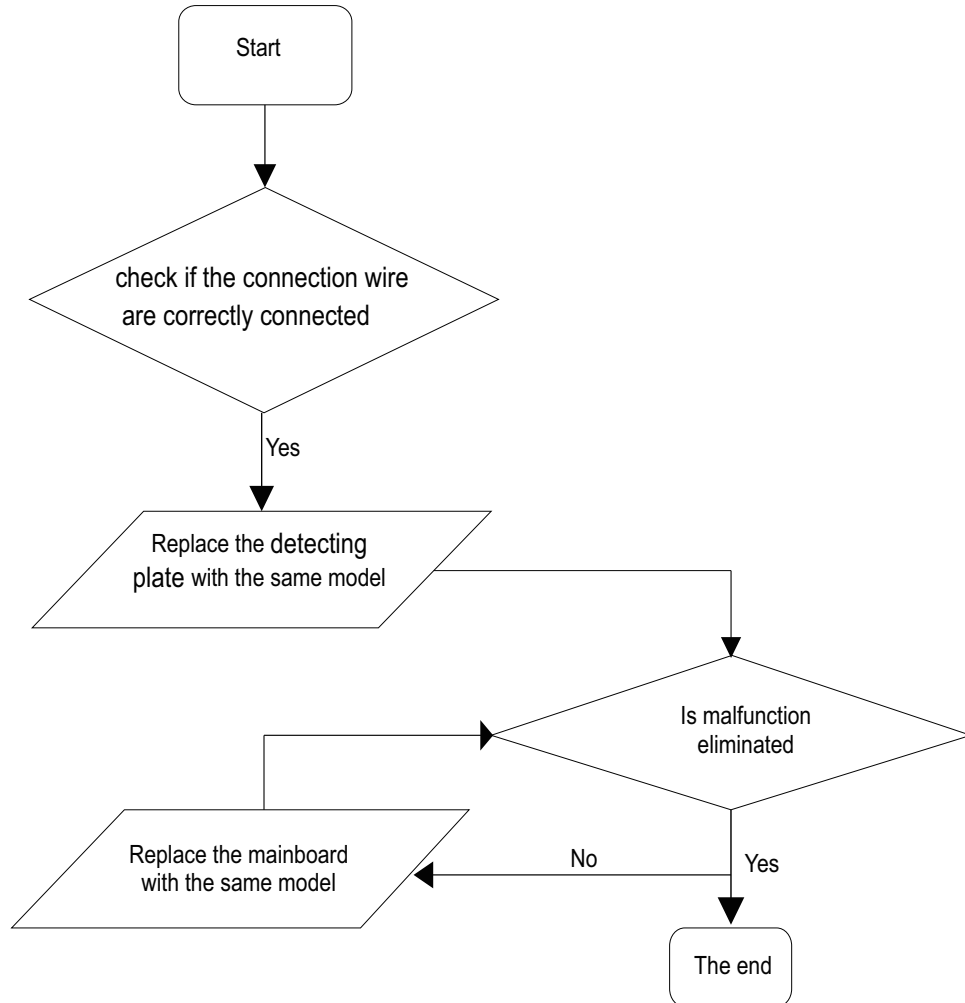 Start
check if the connection wire
are correctly connected
Yes
Replace the detecting
plate with the same model
Is malfunction
eliminated
Replace the mainboard
with the same model
No
Yes
The end